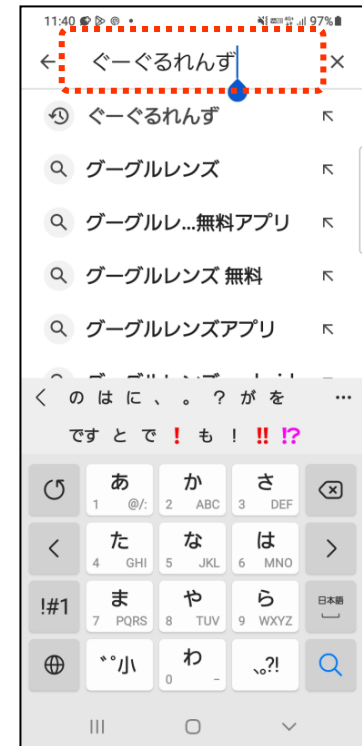 11:40 97%
ぐーぐるれんず
ぐーぐるれんず
グーグルレンズ
グーグルレ...無料アプリ
グーグルレンズ 無料
グーグルレンズアプリ
の は に 、 。 ? が を ...
です と で ! も ! !! !?
あ 1 @/: か 2 ABC さ 3 DEF
た 4 GHI な 5 JKL は 6 MNO
!#1 ま 7 PQRS や 8 TUV ら 9 WXYZ 日本語
゛゜小 わ 0 - 、。?!